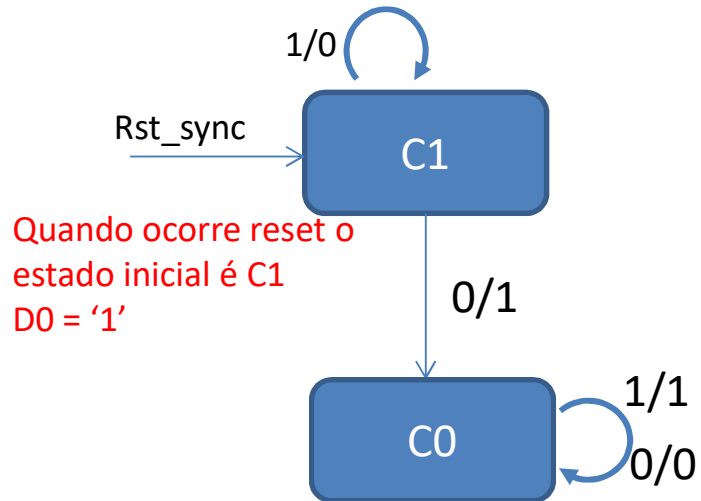 1/0
Rst_sync
C1
Quando ocorre reset o
estado inicial é C1
D0 = ‘1’
0/1
C0
1/1
0/0